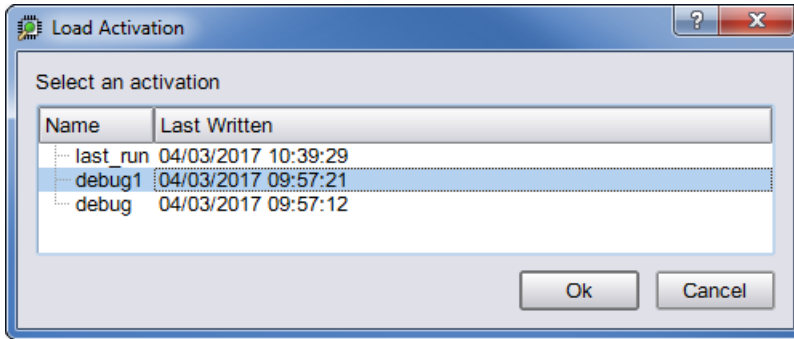 Load Activation
Select an activation
Name Last Written
last_run 04/03/2017 10:39:29
debug1 04/03/2017 09:57:21
debug 04/03/2017 09:57:12
Ok Cancel